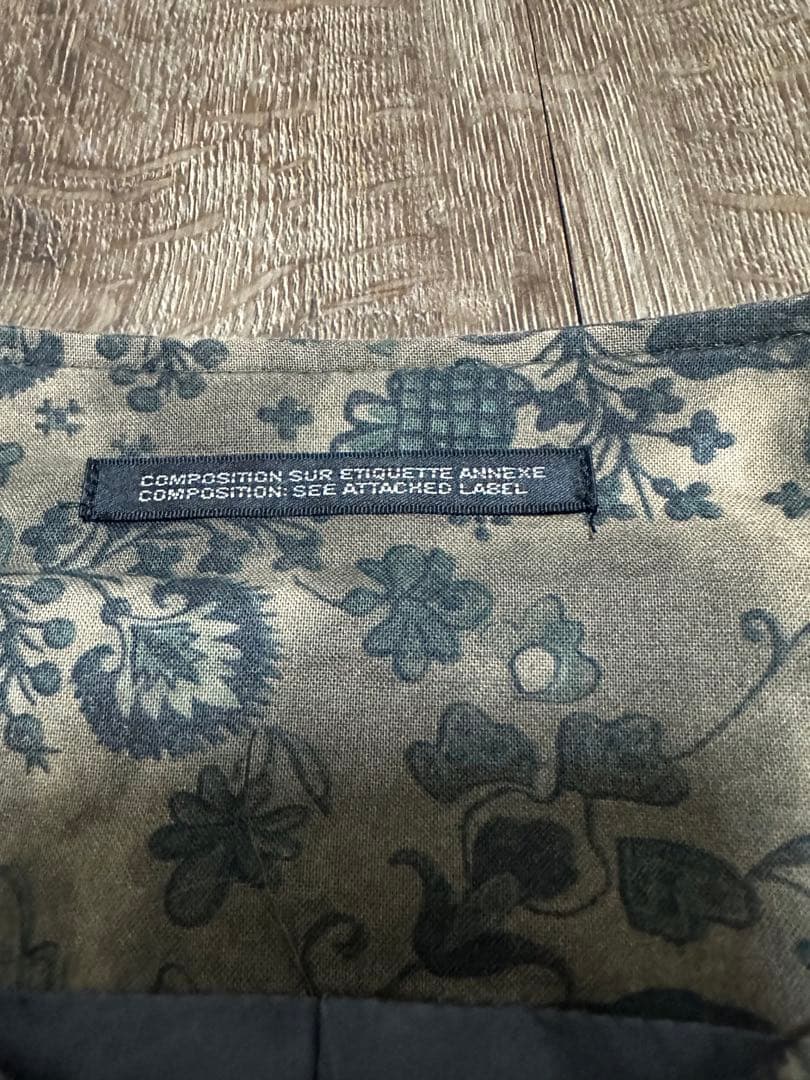 COMPOSITION SUR ETIQUETTE ANNEXE
COMPOSITION: SEE ATTACHED LABEL